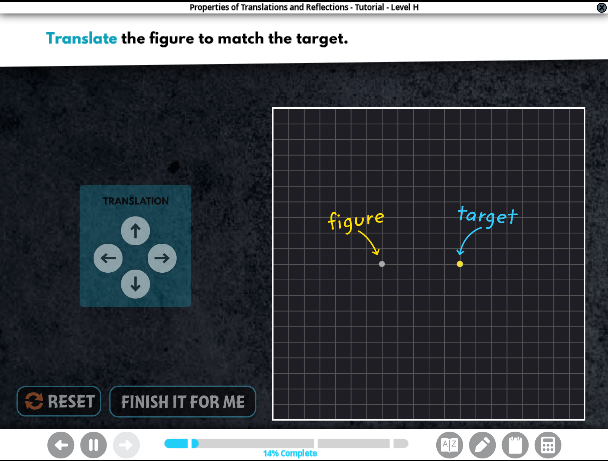 Properties of Translations and Reflections - Tutorial - Level H
Translate the figure to match the target.
TRANSLATION
figure
target
RESET
FINISH IT FOR ME
A Z
14% Complete